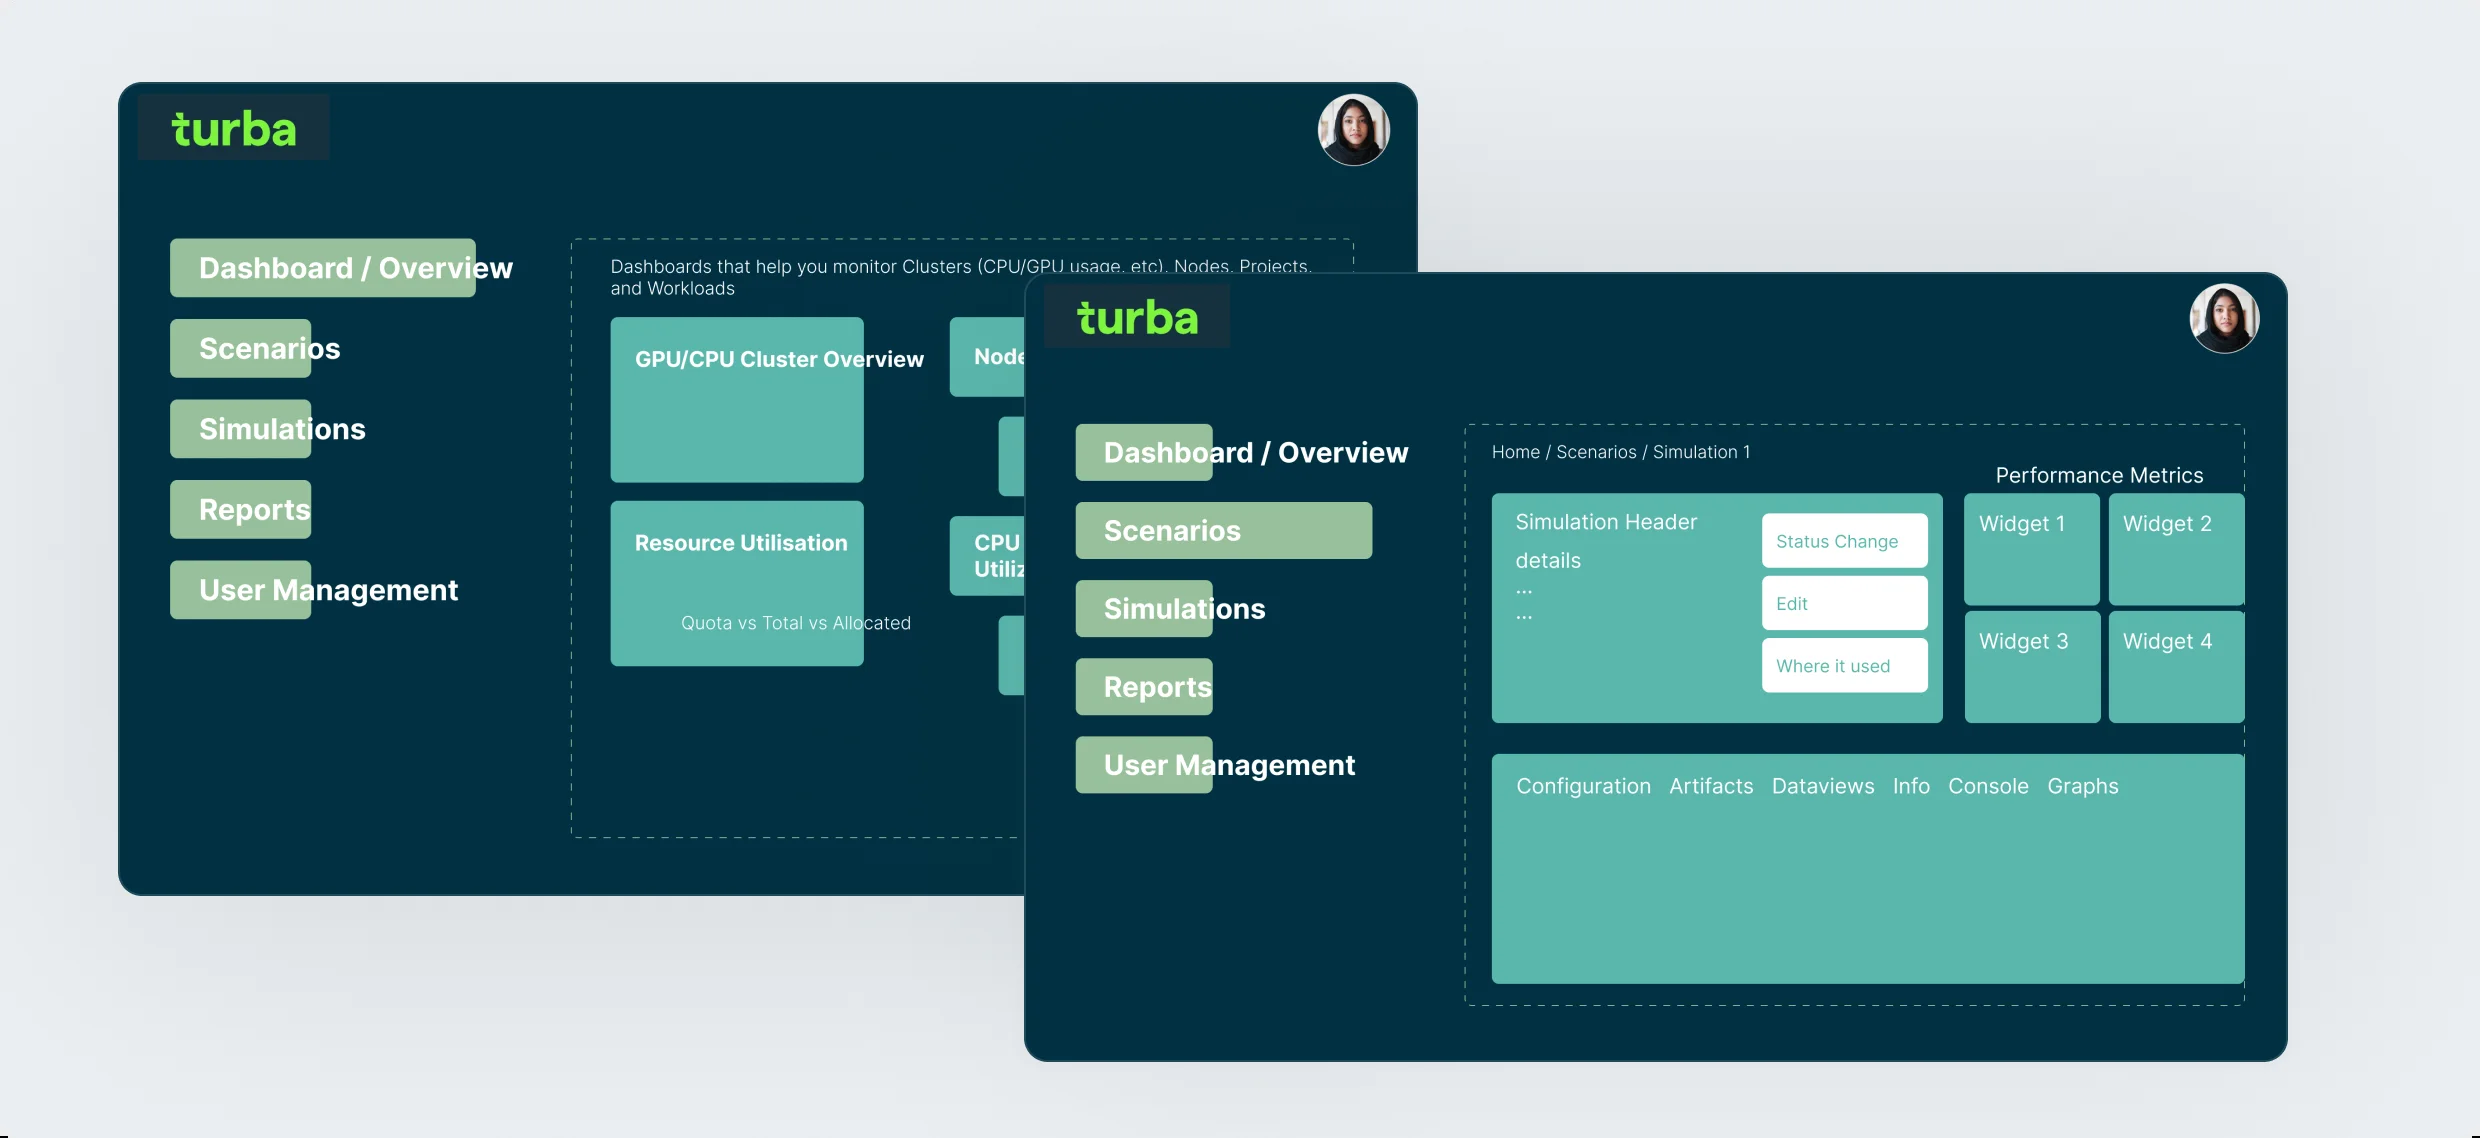 turba
Dashboard / Overview
Scenarios
Simulations
Reports
User Management
Dashboards that help you monitor Clusters (CPU/GPU usage, etc), Nodes, Projects,
and Workloads
GPU/CPU Cluster Overview
Node
Resource Utilisation
Quota vs Total vs Allocated
CPU
Utiliz
turba
Dashboard / Overview
Scenarios
Simulations
Reports
User Management
Home / Scenarios / Simulation 1
Performance Metrics
Simulation Header
details
...
...
Status Change
Edit
Where it used
Widget 1
Widget 2
Widget 3
Widget 4
Configuration Artifacts Dataviews Info Console Graphs